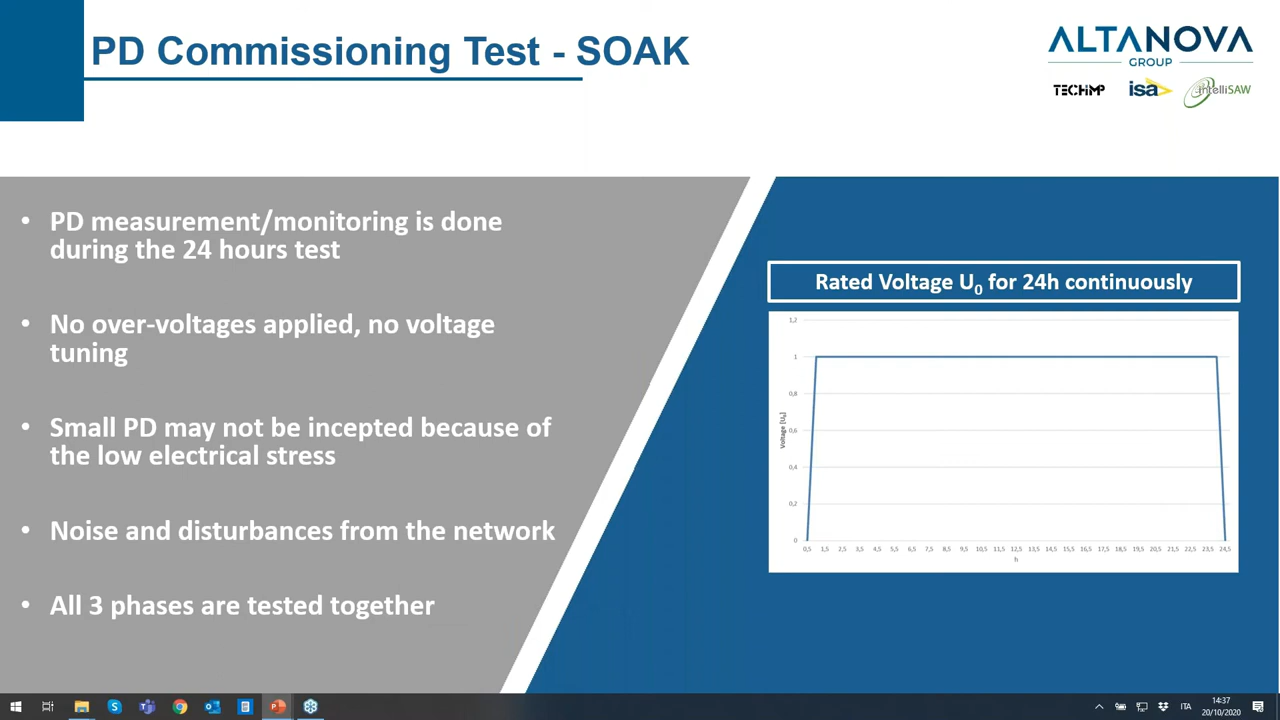 PD Commissioning Test - SOAK
ALTANOVA
GROUP
TECHIMP isa intelliSAW
• PD measurement/monitoring is done
during the 24 hours test
• No over-voltages applied, no voltage
tuning
• Small PD may not be incepted because of
the low electrical stress
• Noise and disturbances from the network
• All 3 phases are tested together
Rated Voltage U0 for 24h continuously
1,2
1
0,8
0,6
0,4
0,2
0
Voltage [U0]
0,5 1,5 2,5 3,5 4,5 5,5 6,5 7,5 8,5 9,5 10,5 11,5 12,5 13,5 14,5 15,5 16,5 17,5 18,5 19,5 20,5 21,5 22,5 23,5 24,5
h
ITA
14:37
20/10/2020